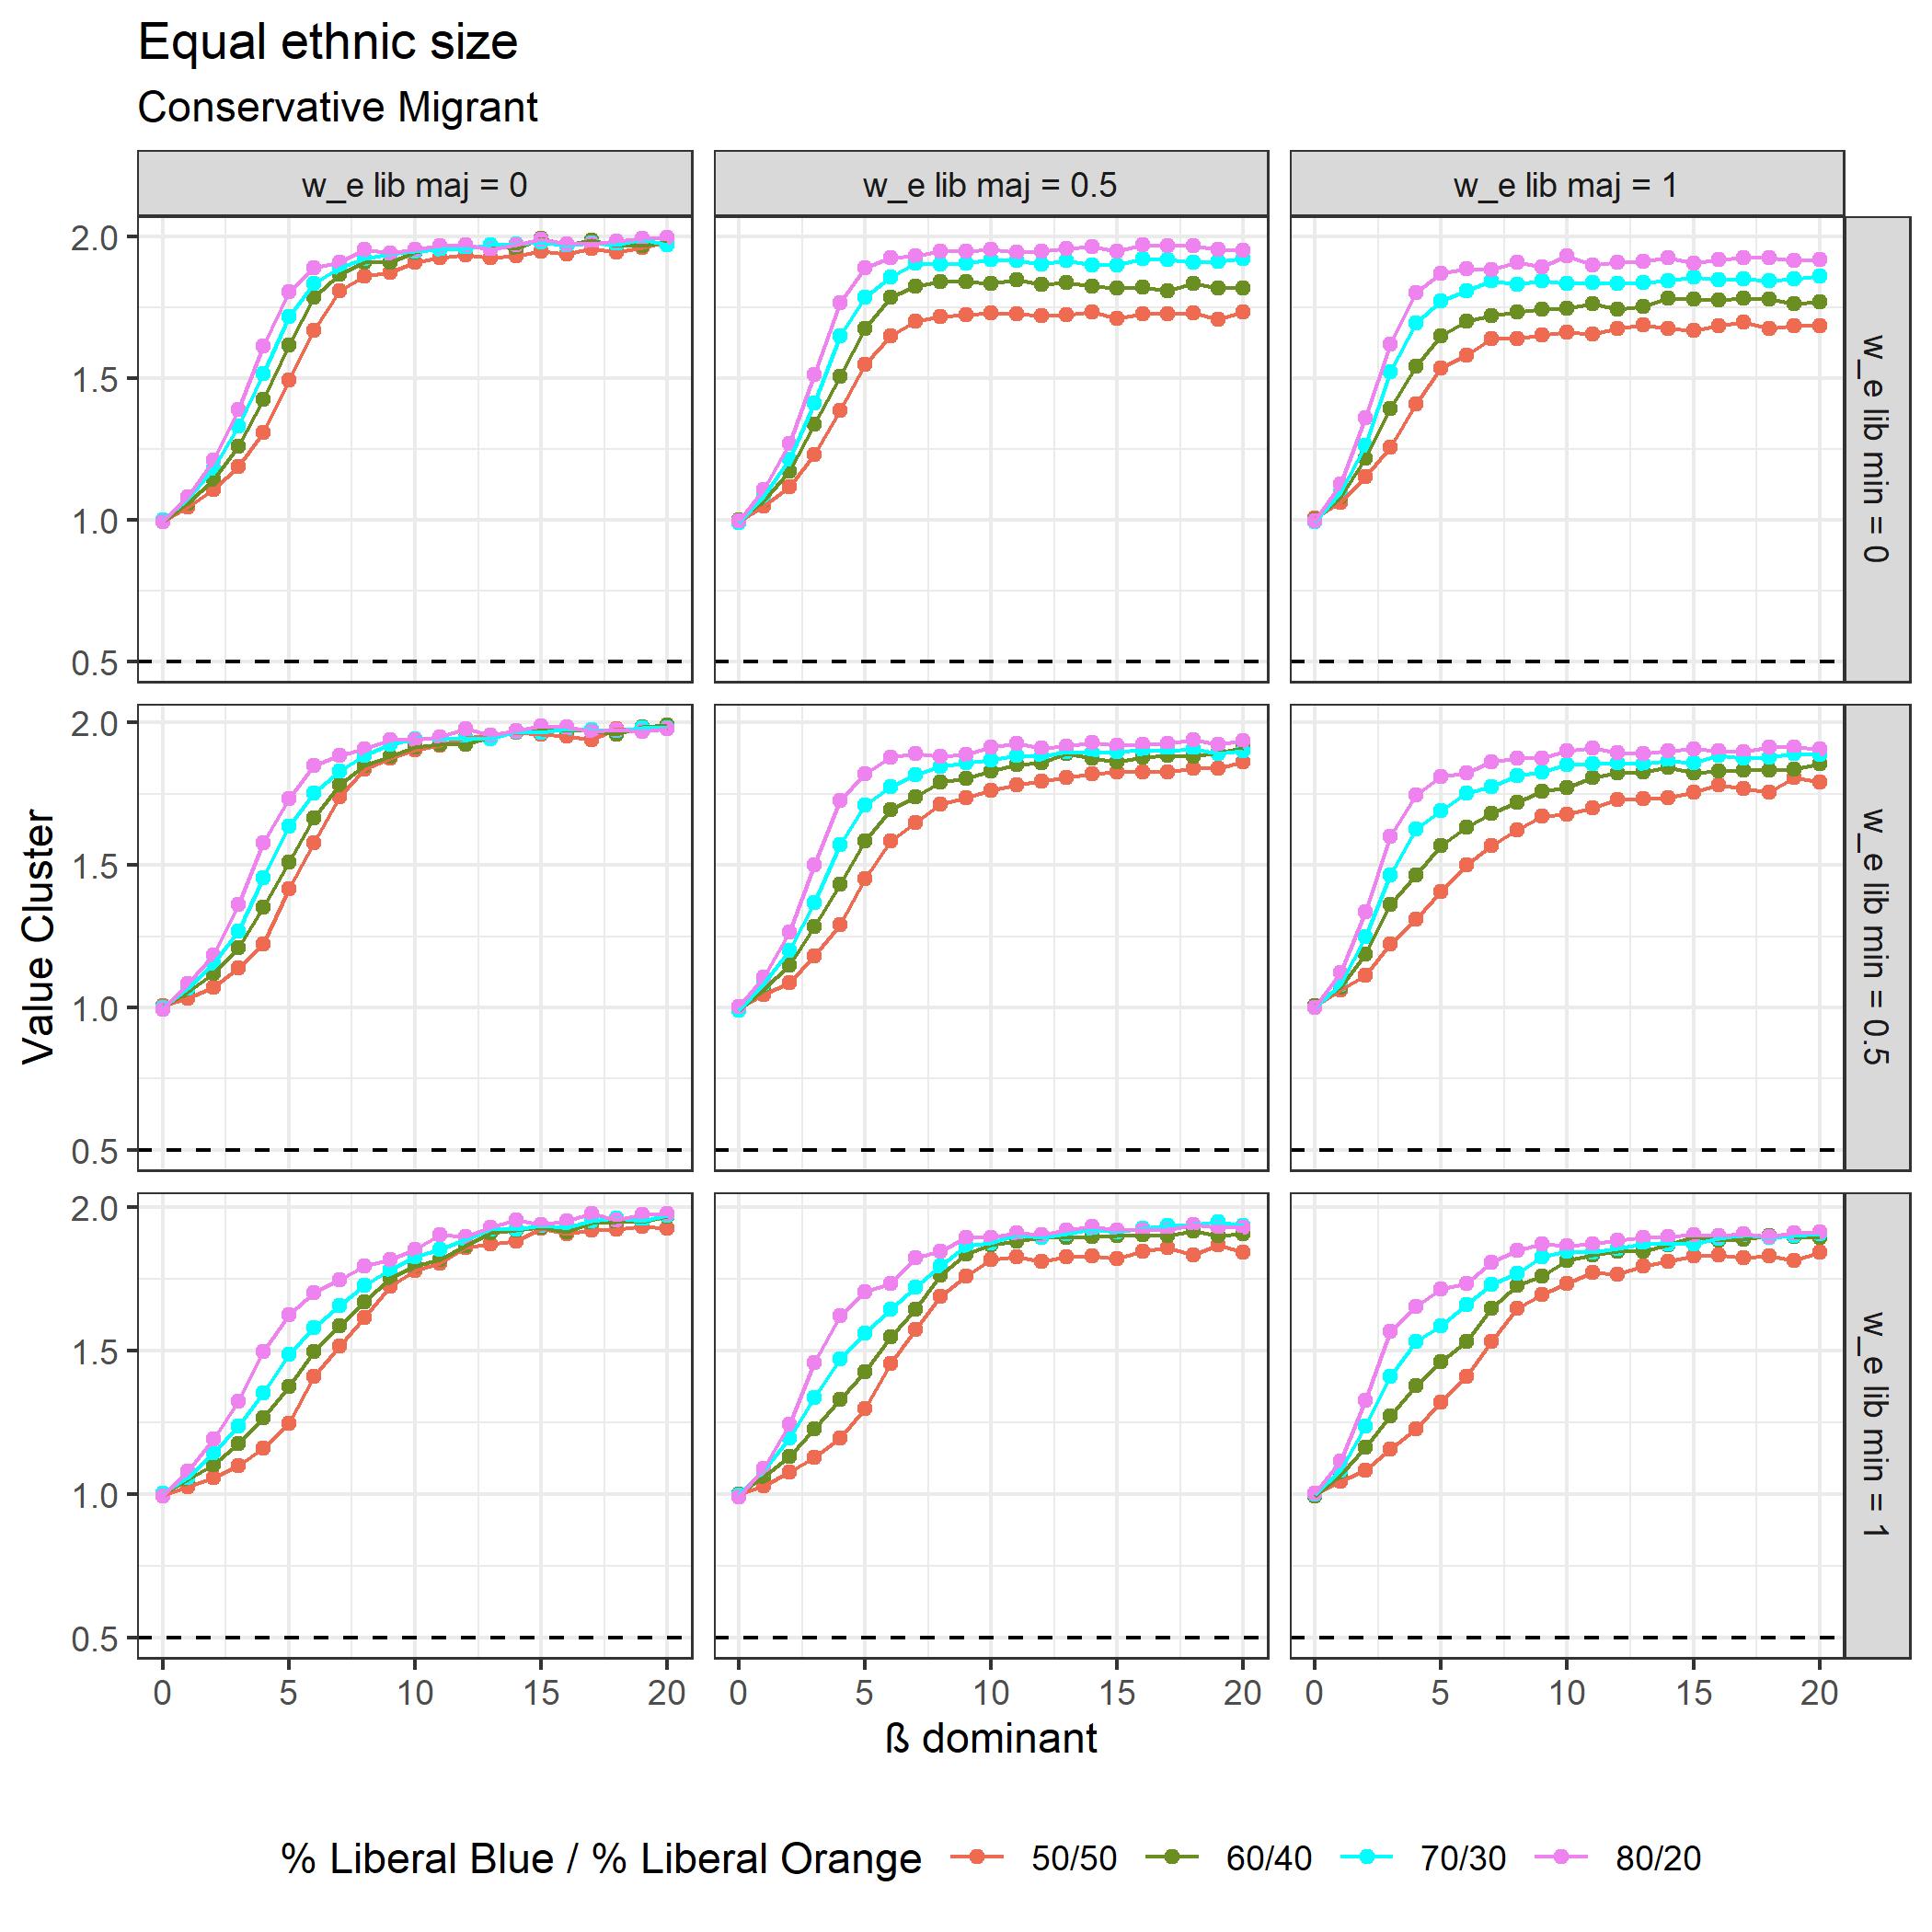 Equal ethnic size
Conservative Migrant
w_e lib maj = 0
w_e lib maj = 0.5
w_e lib maj = 1
2.0
1.5
1.0
0.5
w_e lib min = 0
2.0
1.5
1.0
0.5
w_e lib min = 0.5
2.0
1.5
1.0
0.5
w_e lib min = 1
Value Cluster
0 5 10 15 20
0 5 10 15 20
0 5 10 15 20
ß dominant
% Liberal Blue / % Liberal Orange 50/50 60/40 70/30 80/20